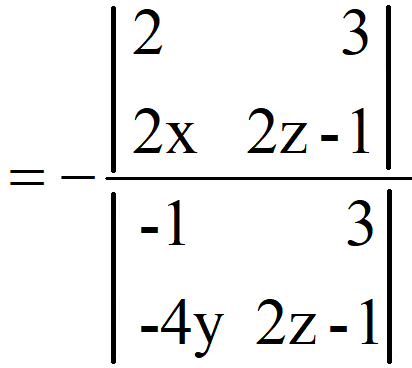 2 3
2x 2z - 1
= -
-1 3
-4y 2z - 1